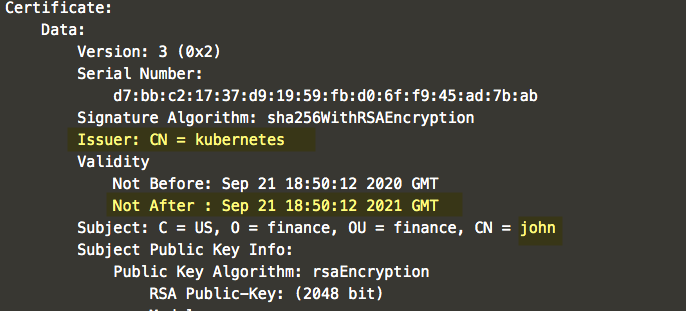 Certificate:
Data:
Version: 3 (0x2)
Serial Number:
d7:bb:c2:17:37:d9:19:59:fb:d0:6f:f9:45:ad:7b:ab
Signature Algorithm: sha256WithRSAEncryption
Issuer: CN = kubernetes
Validity
Not Before: Sep 21 18:50:12 2020 GMT
Not After : Sep 21 18:50:12 2021 GMT
Subject: C = US, O = finance, OU = finance, CN = john
Subject Public Key Info:
Public Key Algorithm: rsaEncryption
RSA Public-Key: (2048 bit)